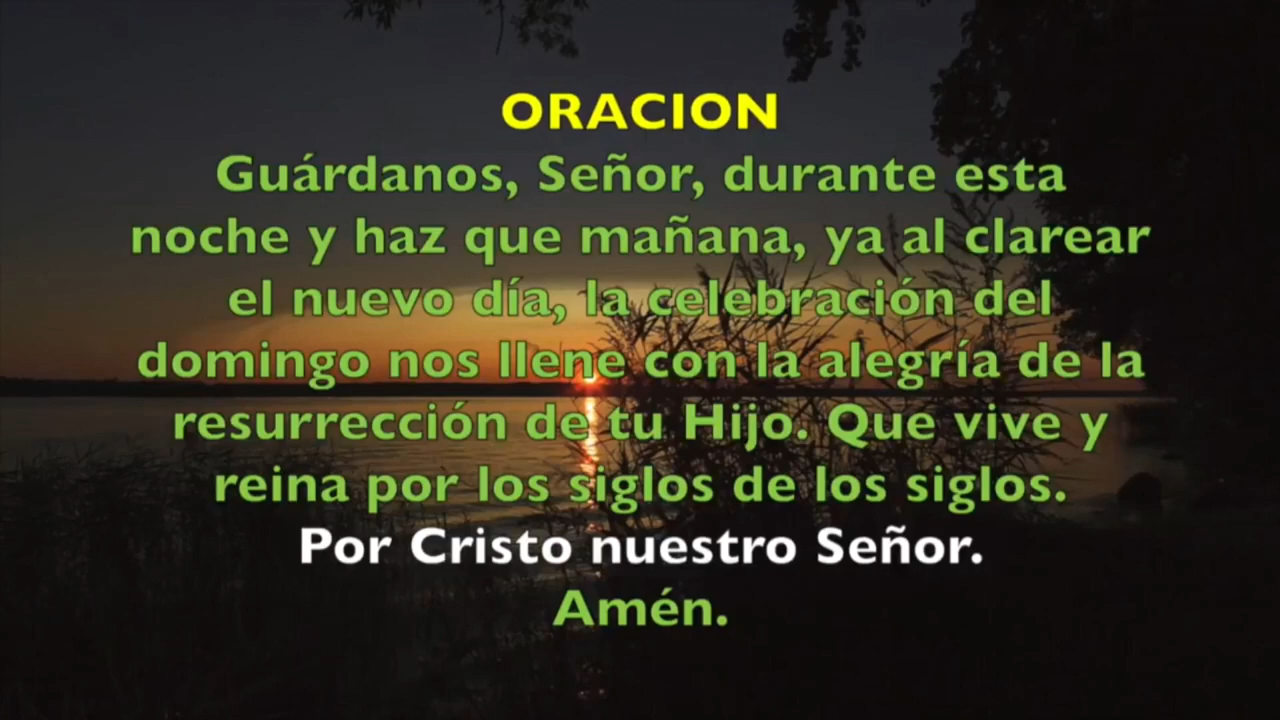 ORACION
Guárdanos, Señor, durante esta
noche y haz que mañana, ya al clarear
el nuevo día, la celebración del
domingo nos llene con la alegría de la
resurrección de tu Hijo. Que vive y
reina por los siglos de los siglos.
Por Cristo nuestro Señor.
Amén.